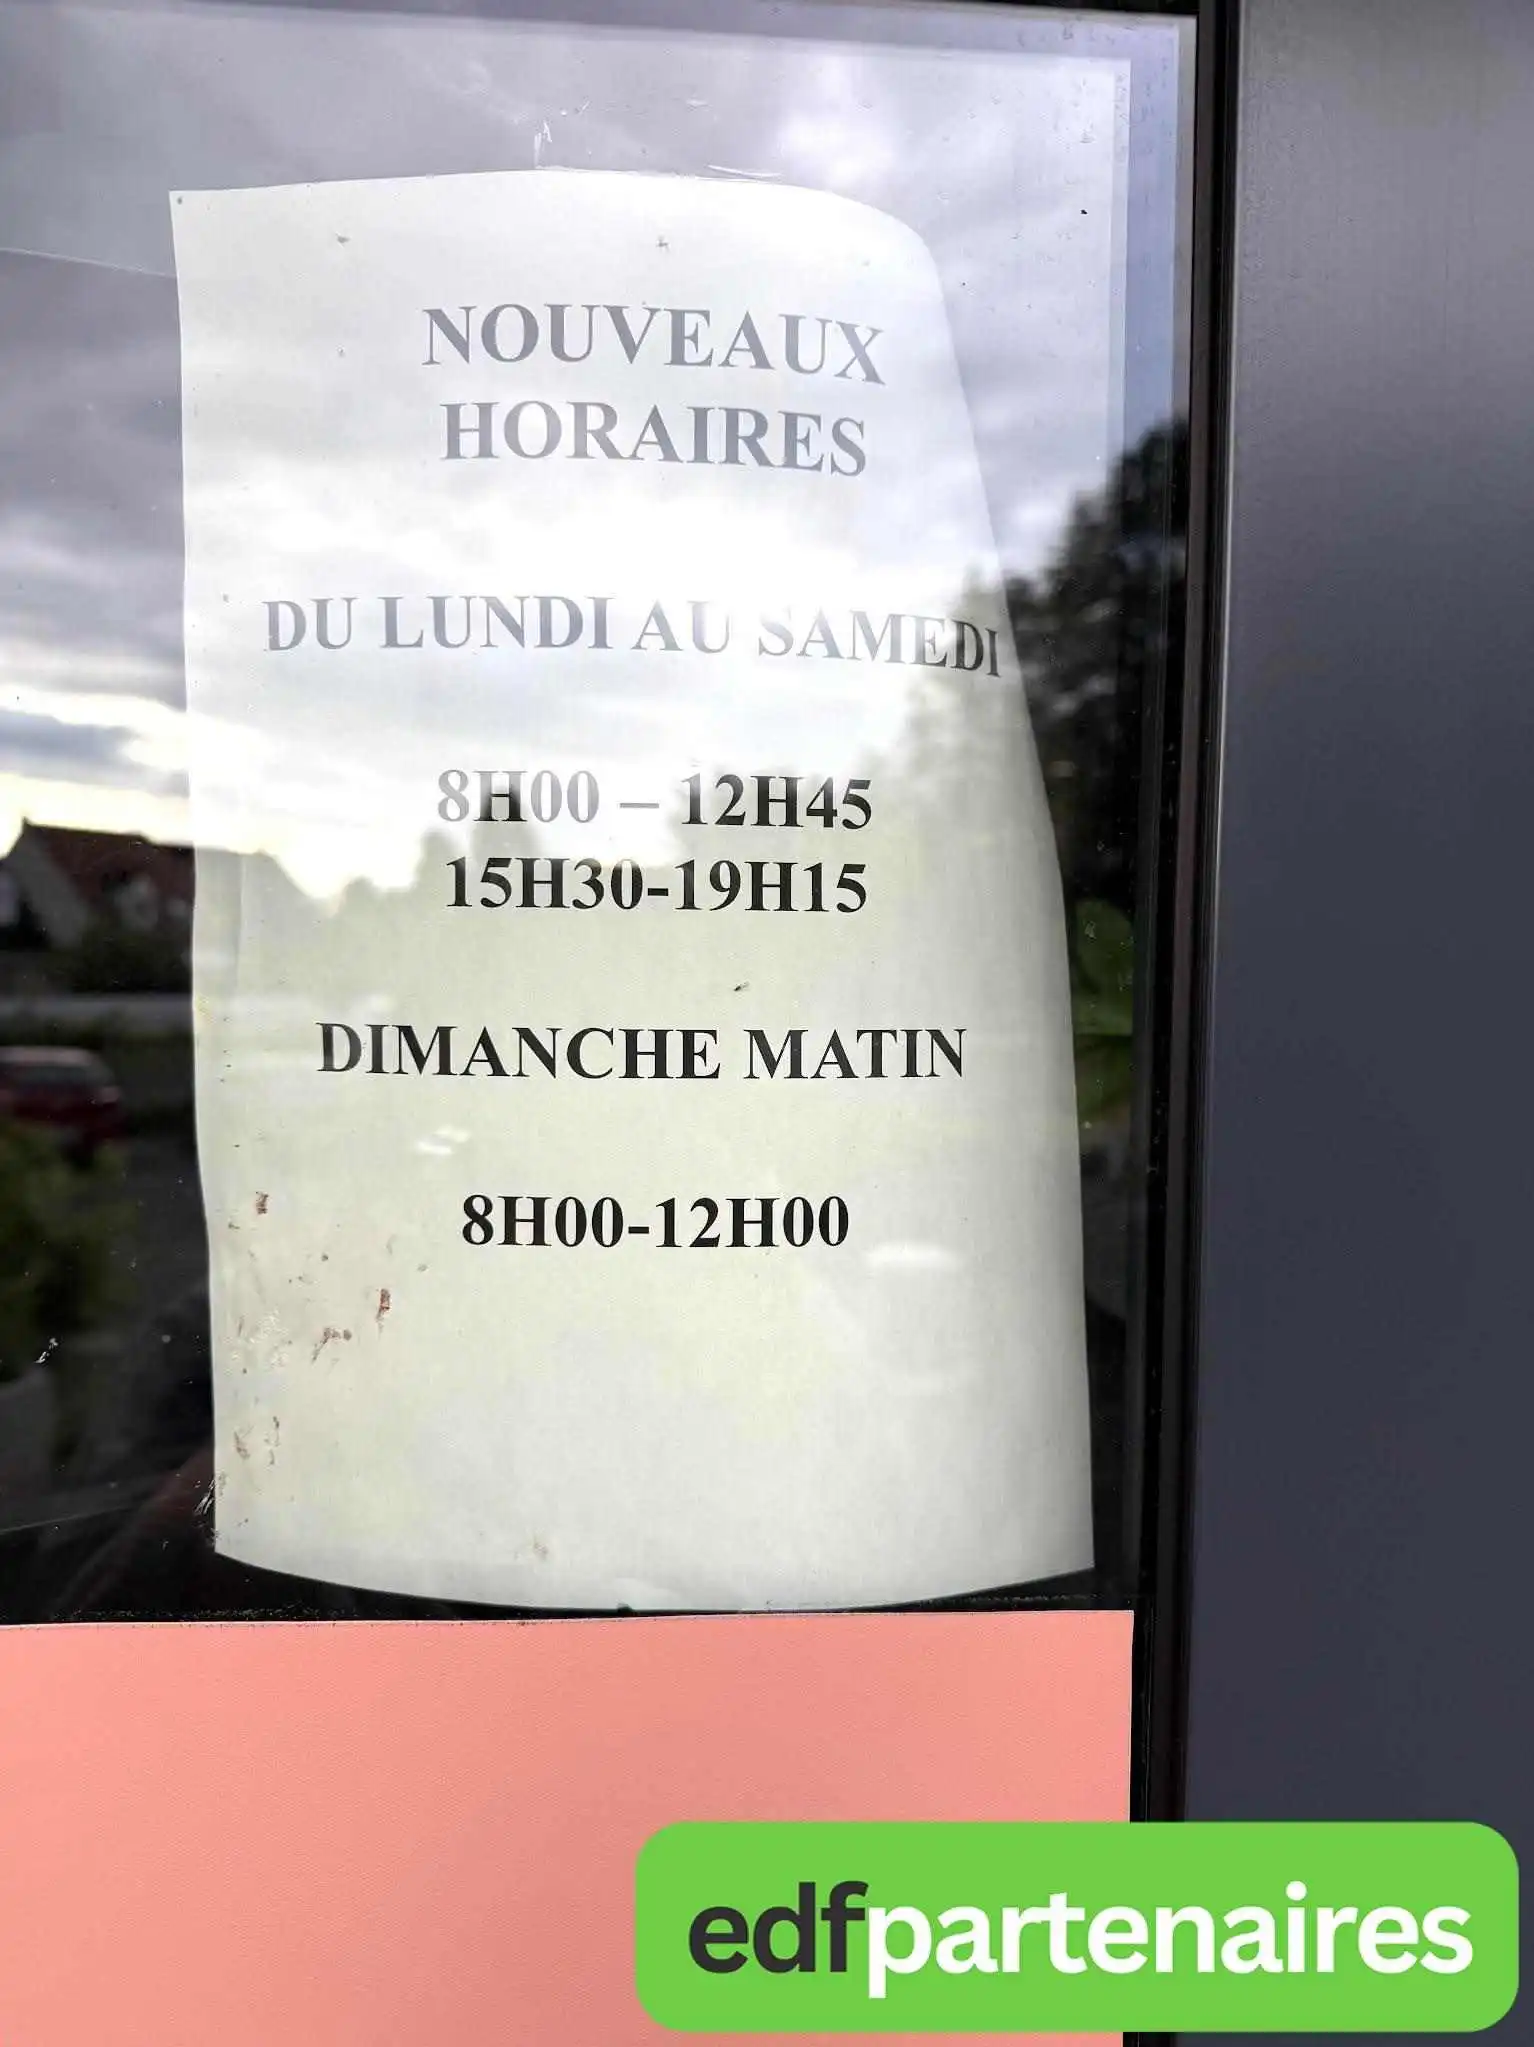 NOUVEAUX
HORAIRES
DU LUNDI AU SAMEDI
8H00 – 12H45
15H30-19H15
DIMANCHE MATIN
8H00-12H00
edfpartenaires